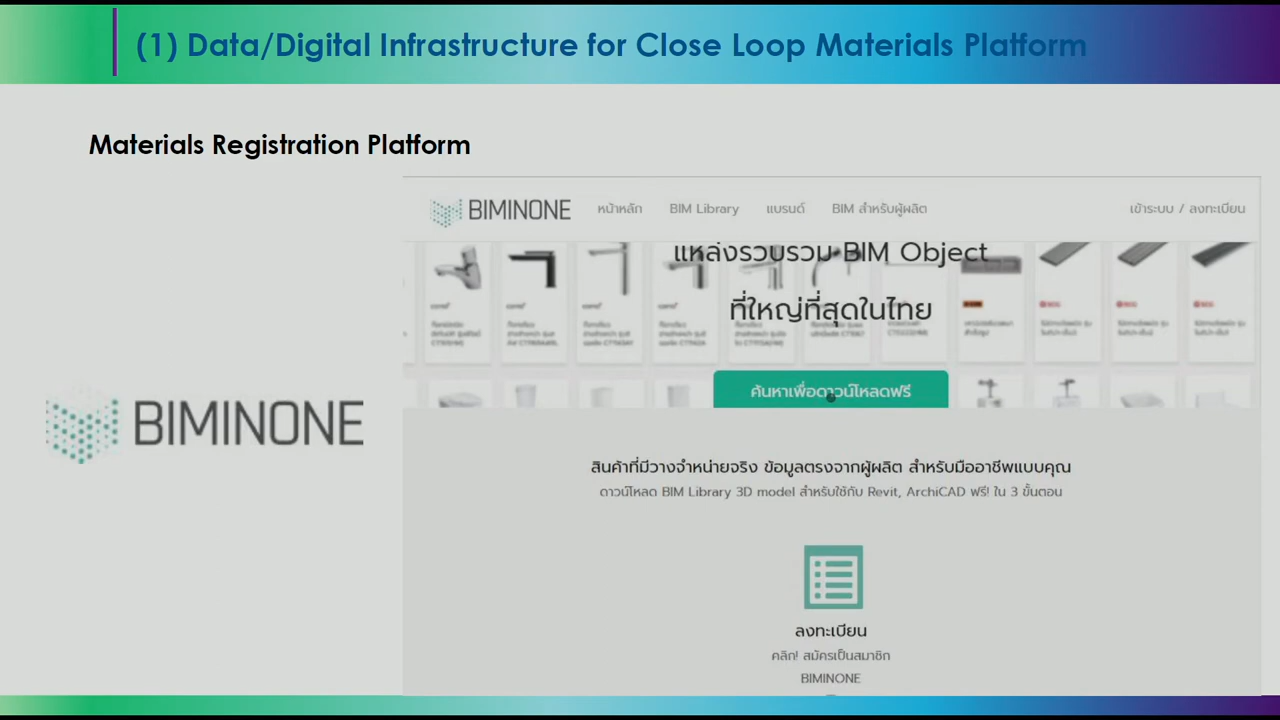 (1) Data/Digital Infrastructure for Close Loop Materials Platform
Materials Registration Platform
BIMINONE
หน้าหลัก
BIM Library
แบรนด์
BIM สำหรับผู้ผลิต
เข้าระบบ / ลงทะเบียน
แหล่งรวบรวม BIM Object
ที่ใหญ่ที่สุดในไทย
ค้นหาเพื่อดาวน์โหลดฟรี
BIMINONE
สินค้าที่มีวางจำหน่ายจริง ข้อมูลตรงจากผู้ผลิต สำหรับมืออาชีพแบบคุณ
ดาวน์โหลด BIM Library 3D model สำหรับใช้กับ Revit, ArchiCAD ฟรี! ใน 3 ขั้นตอน
ลงทะเบียน
คลิก! สมัครเป็นสมาชิก
BIMINONE